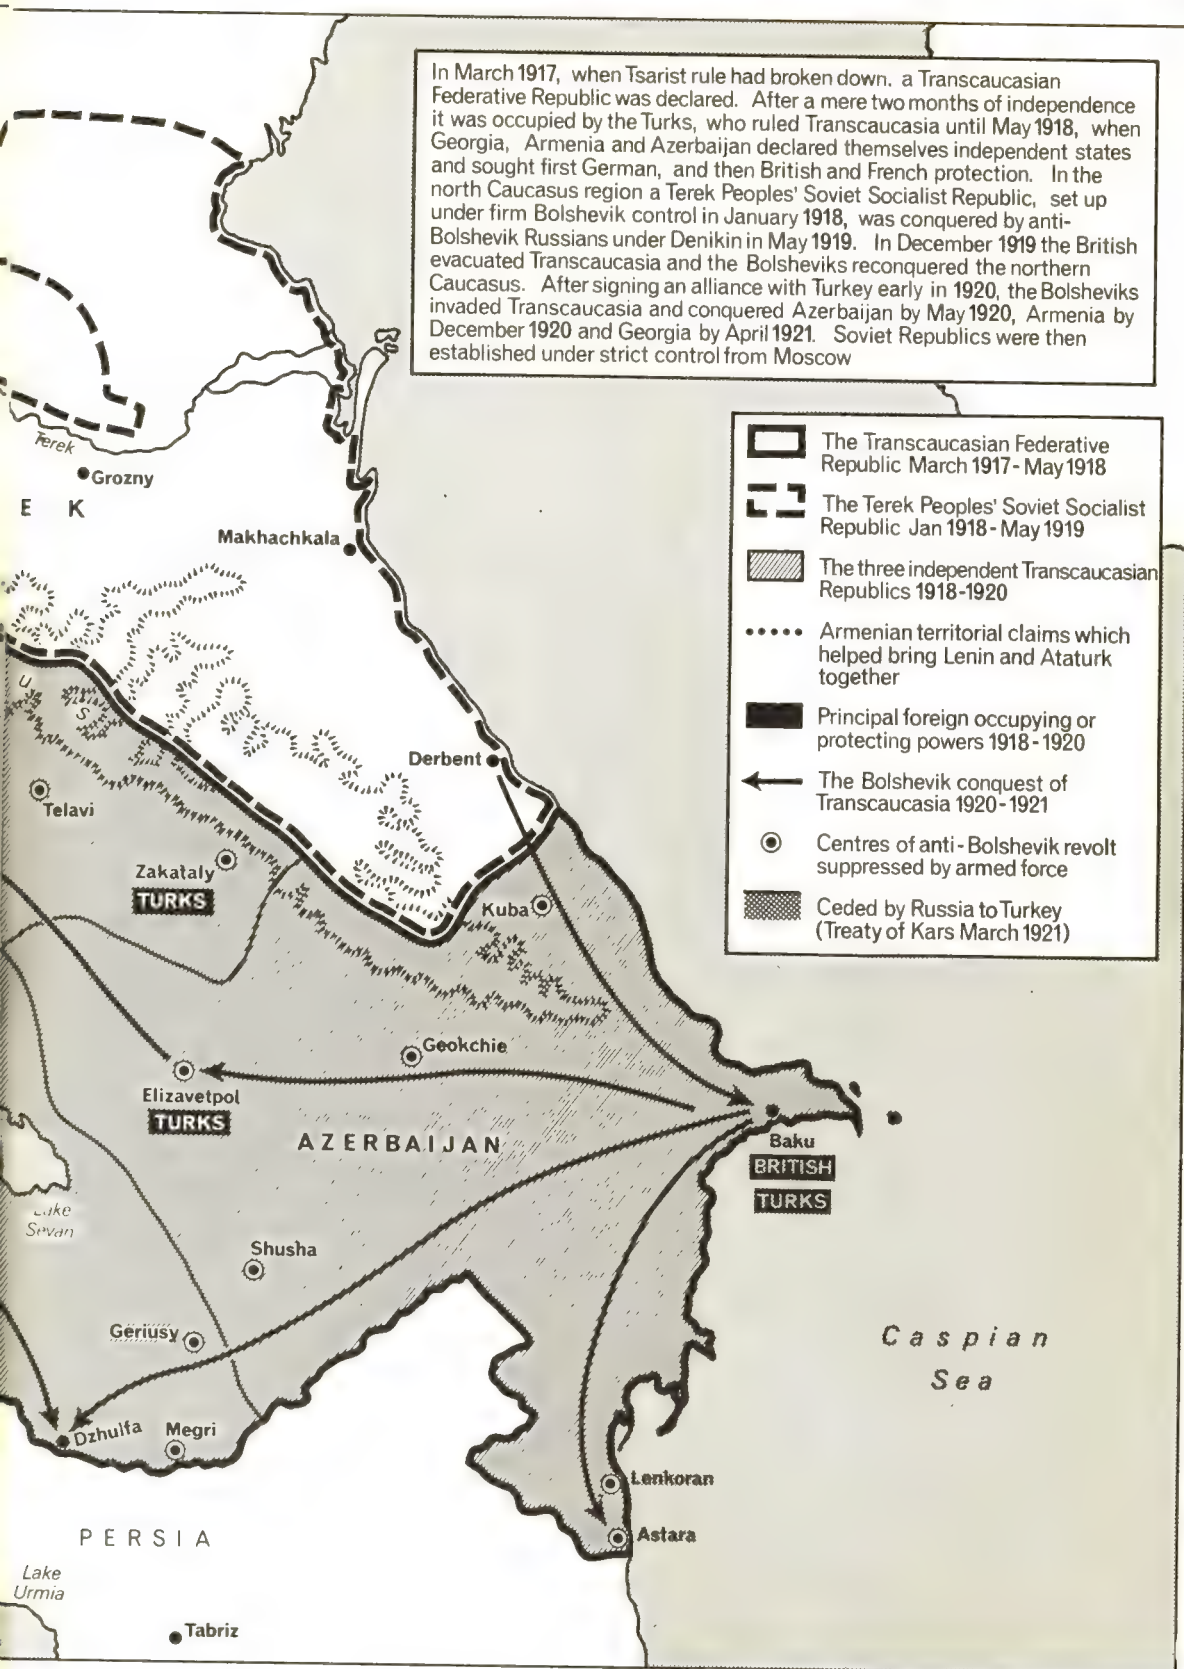 In March 1917, when Tsarist rule had broken down. a Transcaucasian
Federative Republic was declared. After a mere two months of independence
it was occupied by the Turks, who ruled Transcaucasia until May 1918, when
Georgia, Armenia and Azerbaijan declared themselves independent states
and sought first German, and then British and French protection. In the
north Caucasus region a Terek Peoples' Soviet Socialist Republic, set up
under firm Bolshevik control in January 1918, was conquered by anti-
Bolshevik Russians under Denikin in May 1919. In December 1919 the British
evacuated Transcaucasia and the Bolsheviks reconquered the northern
Caucasus. After signing an alliance with Turkey early in 1920, the Bolsheviks
invaded Transcaucasia and conquered Azerbaijan by May 1920, Armenia by
December 1920 and Georgia by April 1921. Soviet Republics were then
established under strict control from Moscow
The Transcaucasian Federative
Republic March 1917 - May 1918
The Terek Peoples' Soviet Socialist
Republic Jan 1918 - May 1919
The three independent Transcaucasian
Republics 1918-1920
Armenian territorial claims which
helped bring Lenin and Ataturk
together
Principal foreign occupying or
protecting powers 1918 - 1920
The Bolshevik conquest of
Transcaucasia 1920-1921
Centres of anti-Bolshevik revolt
suppressed by armed force
Ceded by Russia to Turkey
(Treaty of Kars March 1921)
Terek
Grozny
E K
Makhachkala
U
S
Derbent
Telavi
Zakataly
TURKS
Kuba
Geokchie
Elizavetpol
TURKS
AZERBAIJAN
Baku
BRITISH
TURKS
Lake
Sevan
Shusha
Geriusy
Caspian
Sea
Dzhulfa
Megri
Lenkoran
Astara
PERSIA
Lake
Urmia
Tabriz